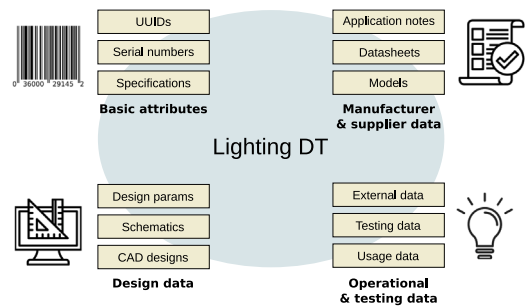 UUIDs
Serial numbers
Specifications
Basic attributes
0 36000 29145 2
Application notes
Datasheets
Models
Manufacturer
& supplier data
Lighting DT
Design params
Schematics
CAD designs
Design data
External data
Testing data
Usage data
Operational
& testing data